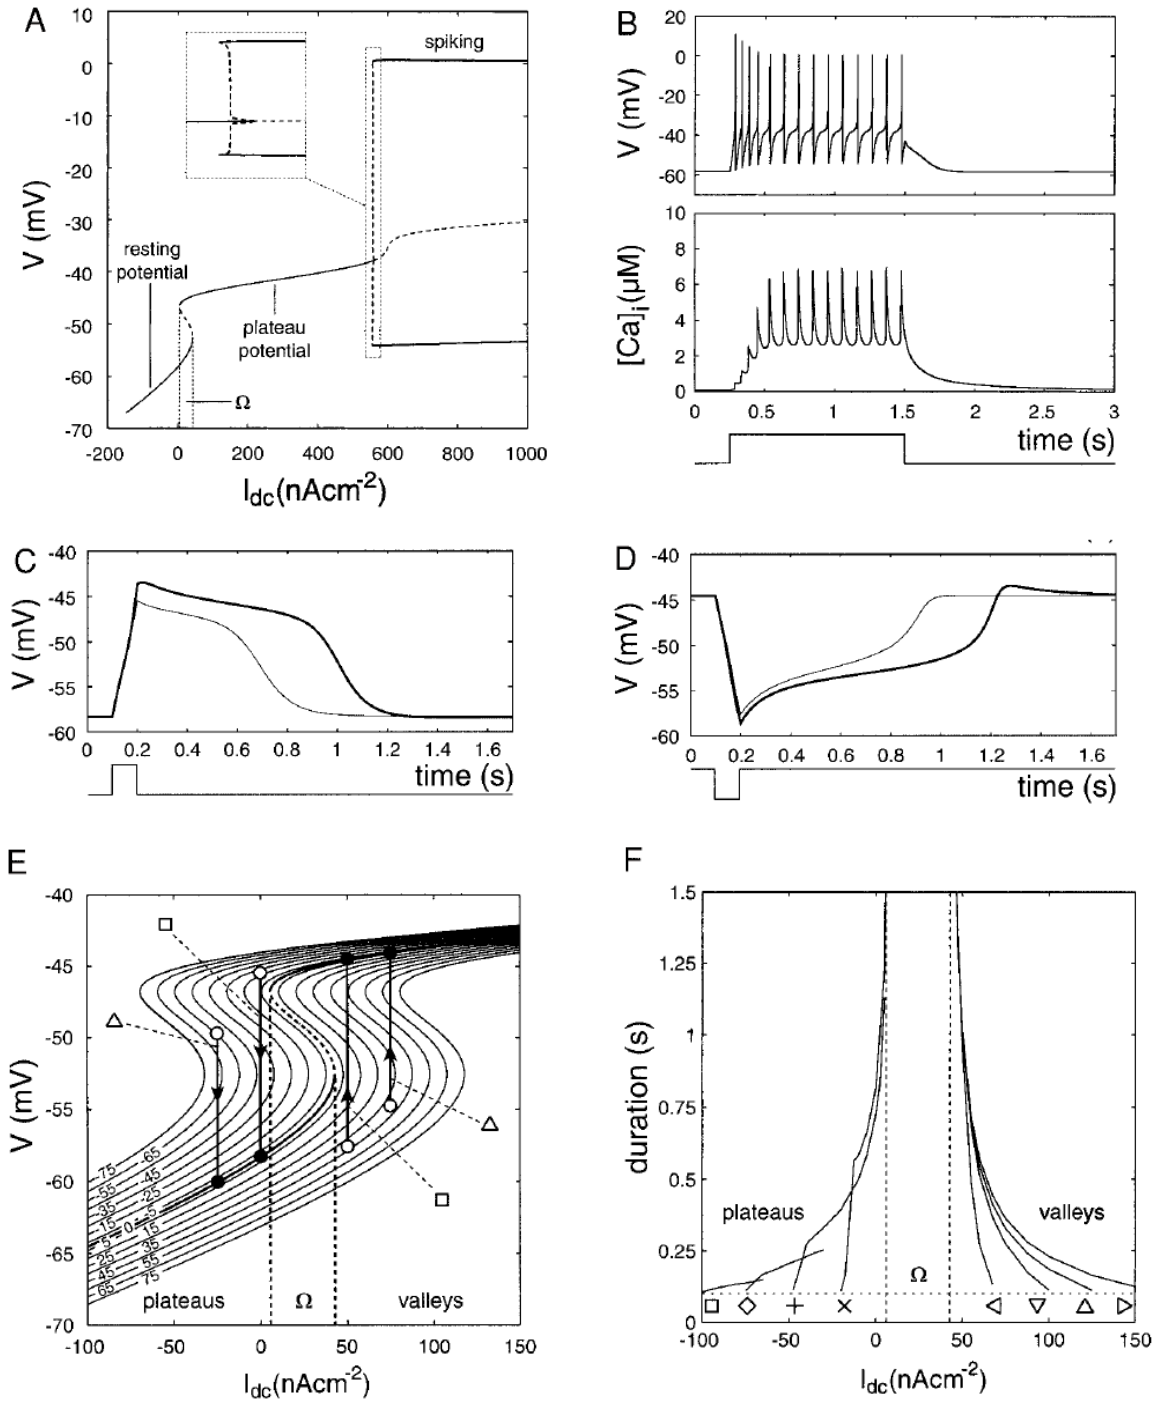 A
V (mV)
10
0
-10
-20
-30
-40
-50
-60
-70
spiking
resting
potential
plateau
potential
Ω
-200 0 200 400 600 800 1000
I_dc(nAcm⁻²)
B
V (mV)
20
0
-20
-40
-60
[Ca]_i(μM)
10
8
6
4
2
0
0 0.5 1 1.5 2 2.5 3
time (s)
C
V (mV)
-40
-45
-50
-55
-60
0 0.2 0.4 0.6 0.8 1 1.2 1.4 1.6
time (s)
D
V (mV)
-40
-45
-50
-55
-60
0 0.2 0.4 0.6 0.8 1 1.2 1.4 1.6
time (s)
E
V (mV)
-40
-45
-50
-55
-60
-65
-70
-75
-65
-55
-45
-35
-25
-15
-5
0
5
15
25
35
45
55
65
75
plateaus Ω valleys
-100 -50 0 50 100 150
I_dc(nAcm⁻²)
F
duration (s)
1.5
1.25
1
0.75
0.5
0.25
0
plateaus
valleys
Ω
-100 -50 0 50 100 150
I_dc(nAcm⁻²)